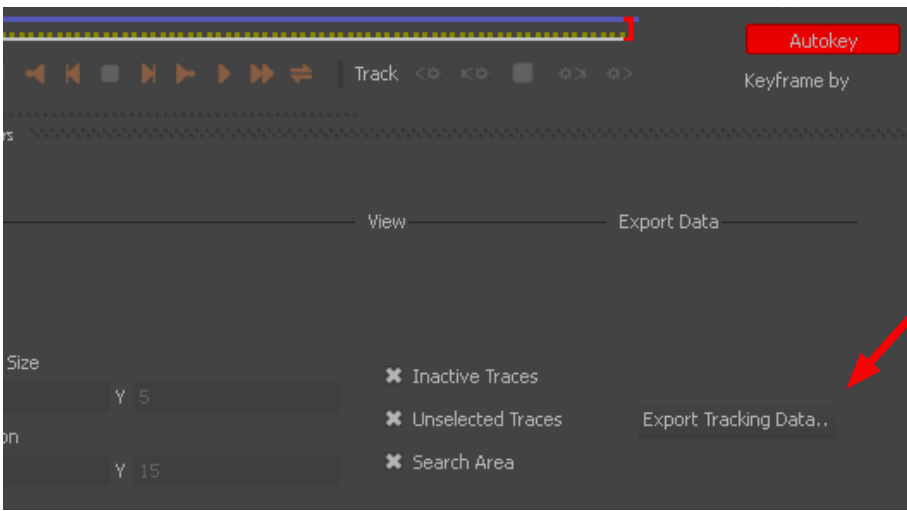 Autokey
Track
Keyframe by
rs
View
Export Data
Size
Inactive Traces
Y 5
Unselected Traces
Export Tracking Data..
on
Search Area
Y 15